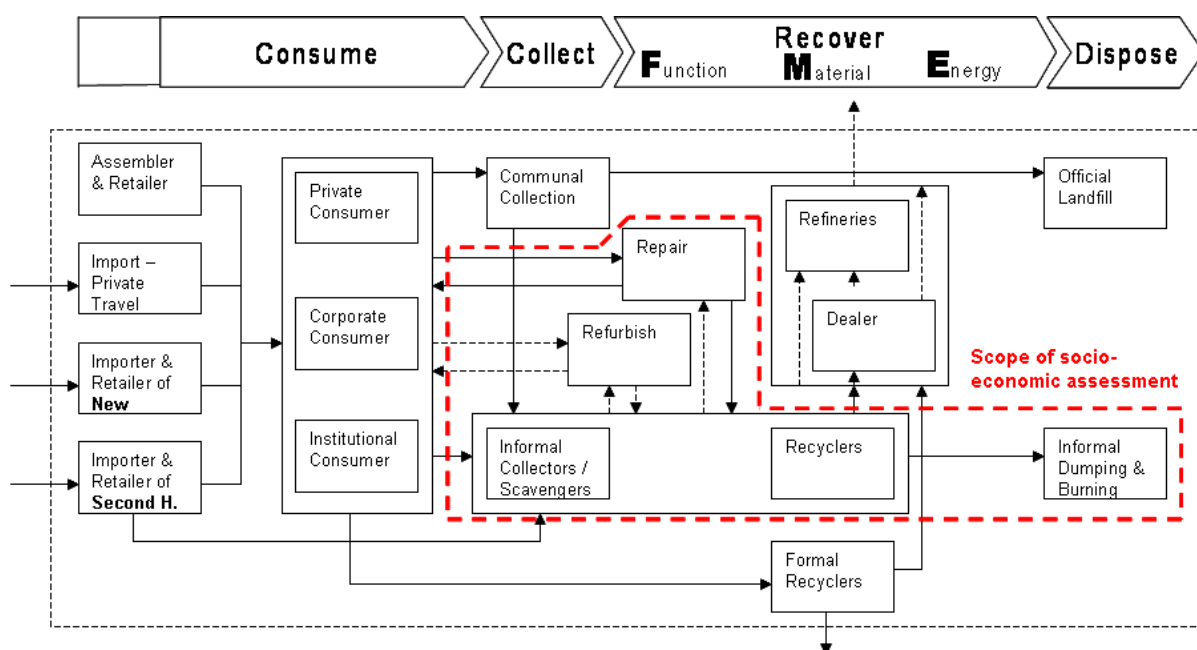 Consume
Collect
Recover
Function Material Energy
Dispose
Assembler
& Retailer
Import –
Private
Travel
Importer &
Retailer of
New
Importer &
Retailer of
Second H.
Private
Consumer
Corporate
Consumer
Institutional
Consumer
Communal
Collection
Repair
Refurbish
Informal
Collectors /
Scavengers
Recyclers
Refineries
Dealer
Formal
Recyclers
Official
Landfill
Scope of socio-
economic assessment
Informal
Dumping &
Burning